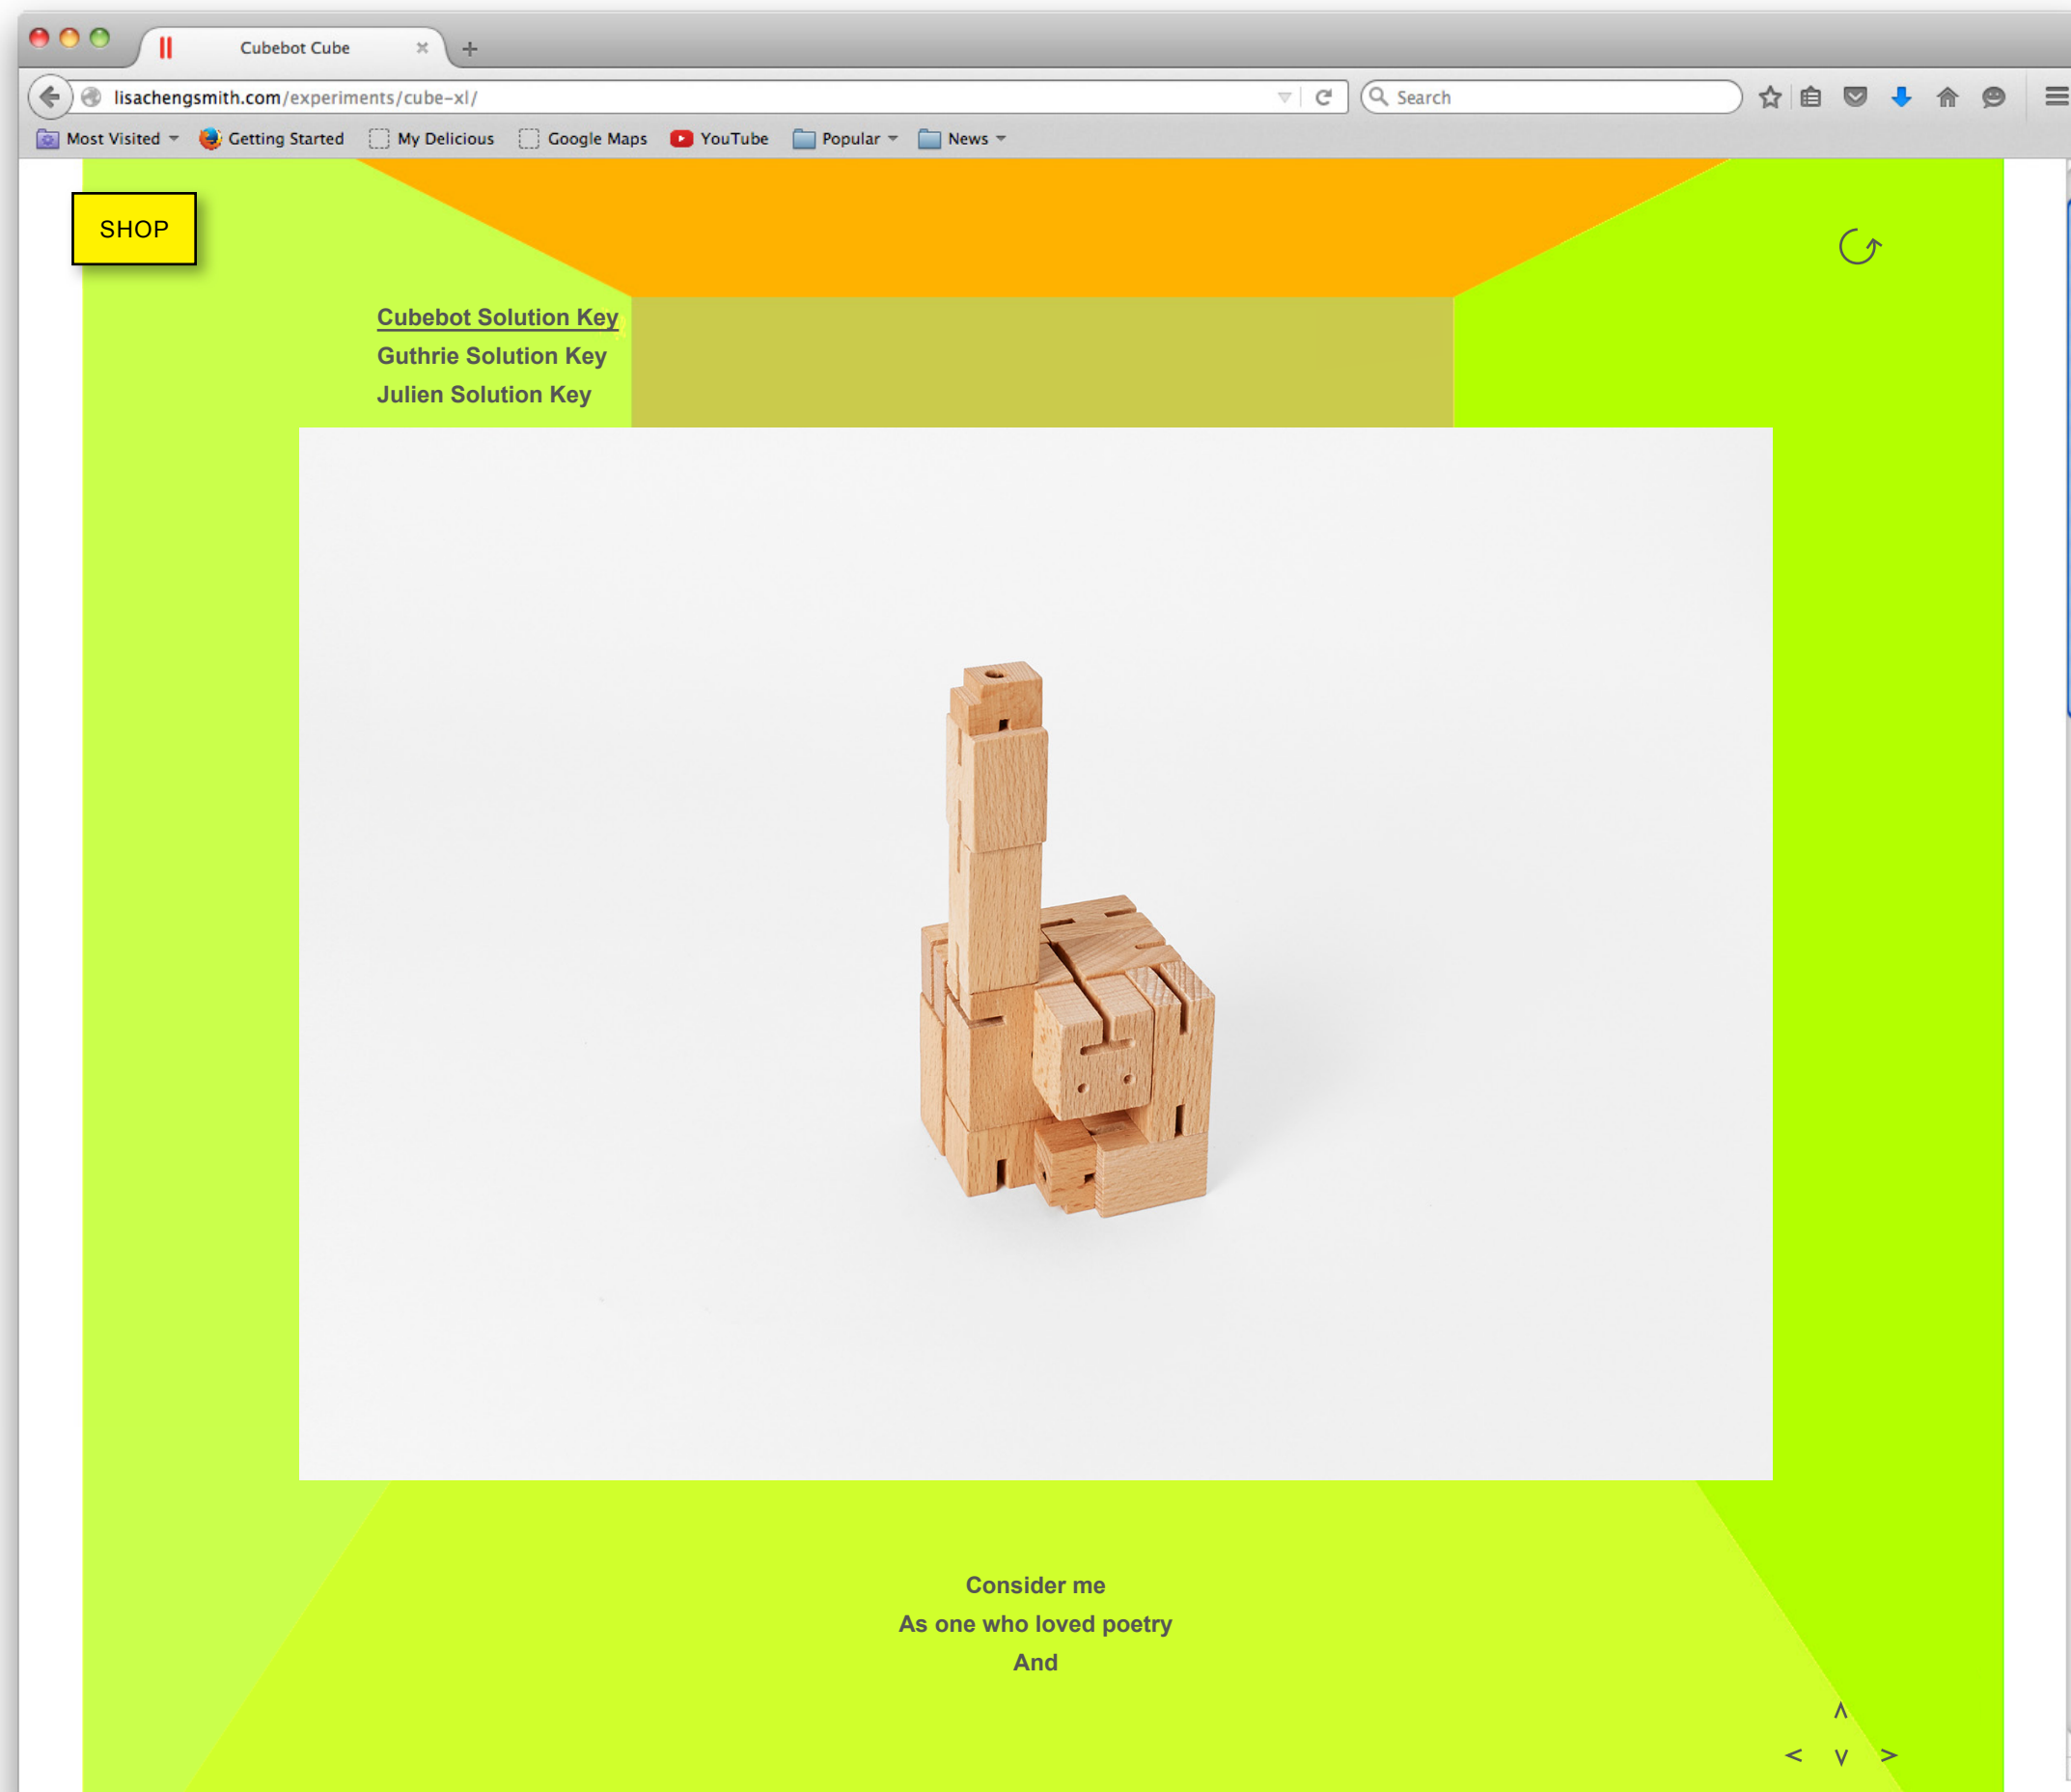 Cubebot Cube
lisachengsmith.com/experiments/cube-xl/
Search
Most Visited
Getting Started
My Delicious
Google Maps
YouTube
Popular
News
SHOP
Cubebot Solution Key
Guthrie Solution Key
Julien Solution Key
Consider me
As one who loved poetry
And